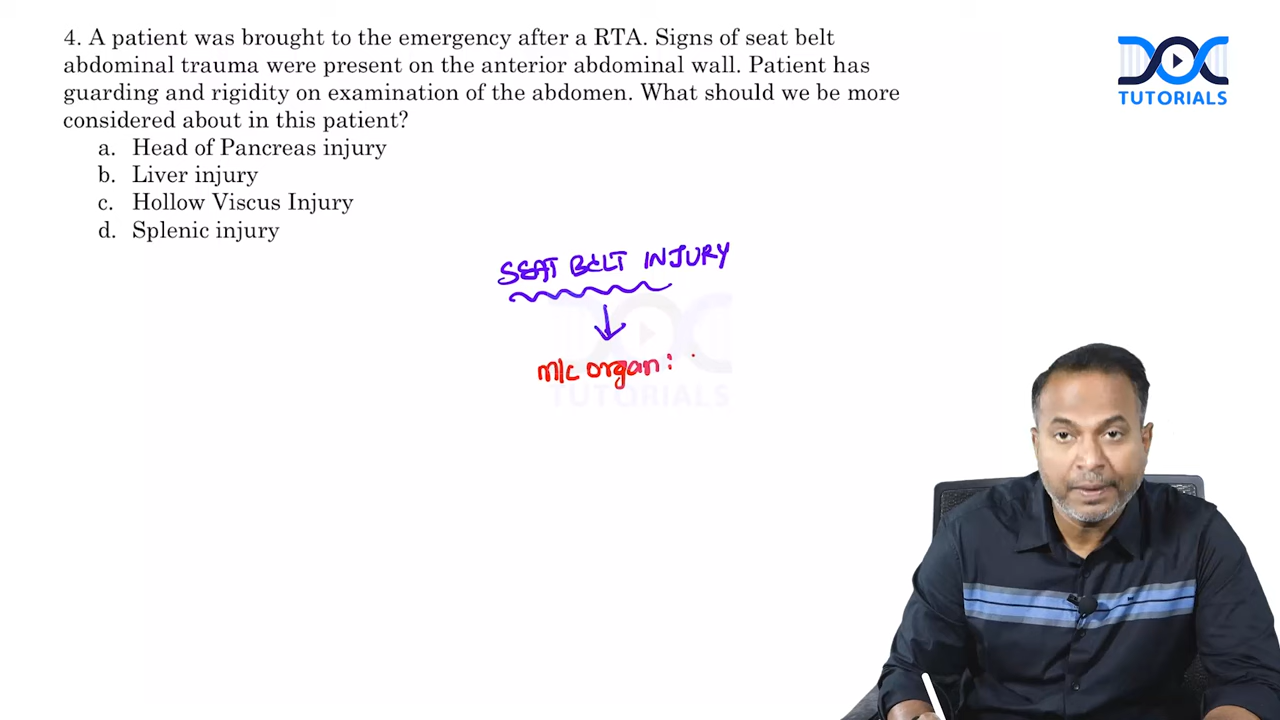 4. A patient was brought to the emergency after a RTA. Signs of seat belt
abdominal trauma were present on the anterior abdominal wall. Patient has
guarding and rigidity on examination of the abdomen. What should we be more
considered about in this patient?
a. Head of Pancreas injury
b. Liver injury
c. Hollow Viscus Injury
d. Splenic injury
DOC
TUTORIALS
SEAT BELT INJURY
m/c organ:
TUTORIALS